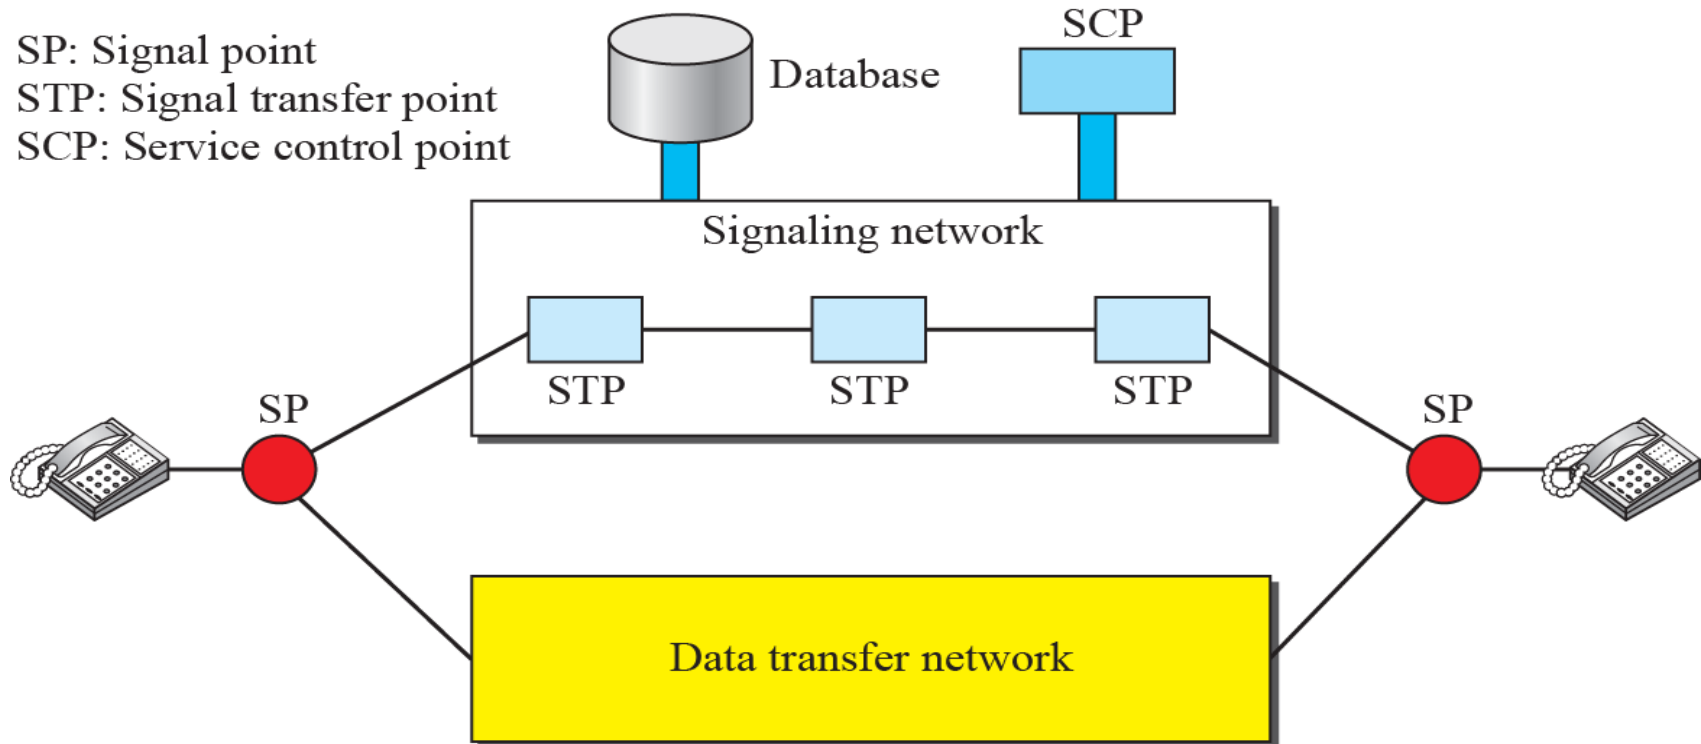 SP: Signal point
STP: Signal transfer point
SCP: Service control point
Database
SCP
Signaling network
STP
STP
STP
SP
SP
Data transfer network